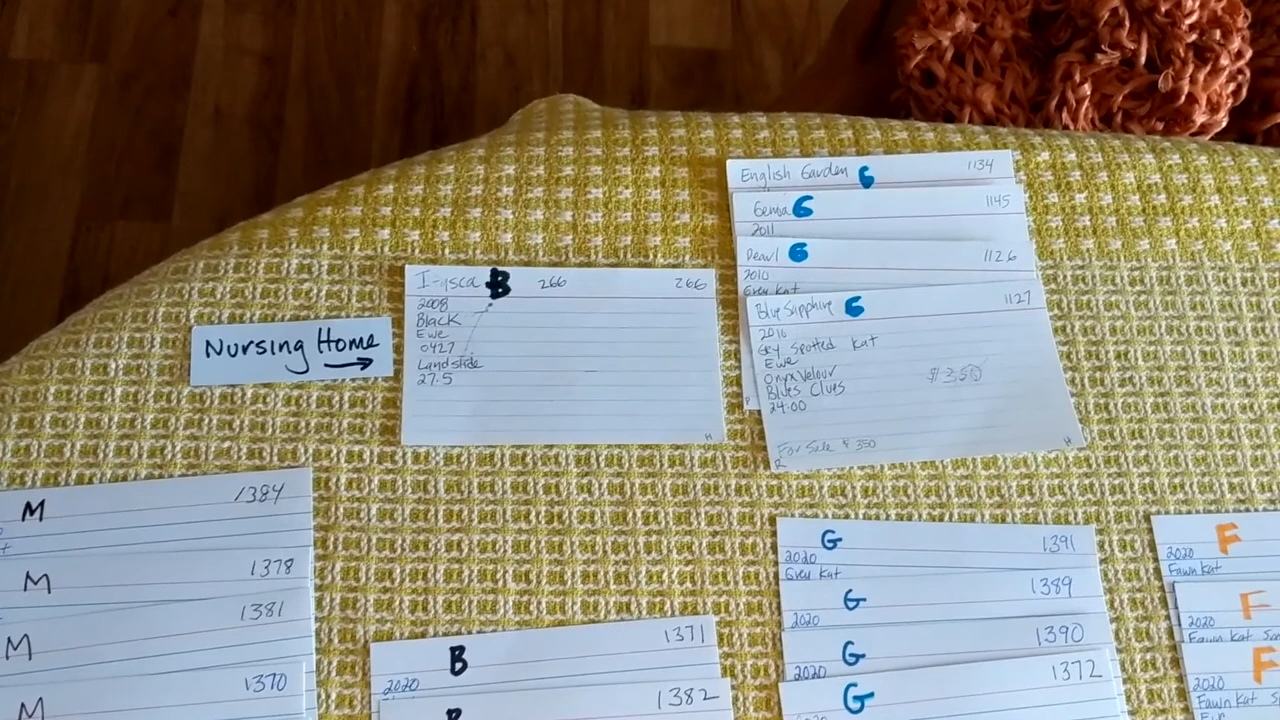 English Garden G 1134
Gema G 1145
2011
Pearl G 1126
2010
Grey Kat
Blue Sapphire G 1127
2010
Grey Spotted Kat
Ewe
Onyx Velour
Blues Clues
24.00
$350
For Sale $350
R H
P
Nursing Home →
B 266 266
2008
Black
Ewe
0427
Landslide
27.5
H
M 1384
M 1378
M 1381
M 1370
B 1371
2020
B 1382
G 1391
2020
Grey Kat
G 1389
2020
G 1390
2020
G 1372
F
2020
Fawn Kat
F
2020
Fawn Kat
F
2020
Fawn Kat